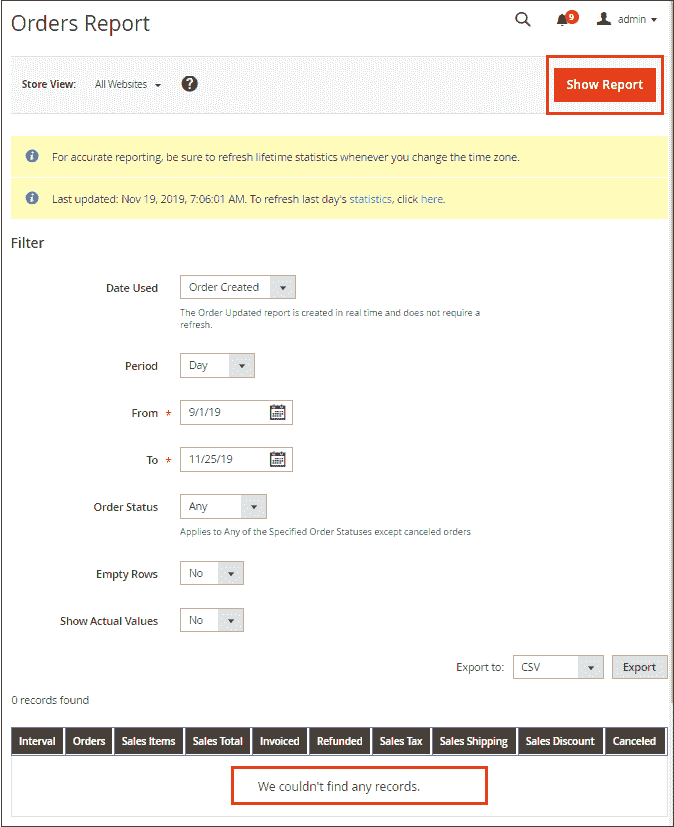 Orders Report
9
admin
Store View: All Websites ?
Show Report
i For accurate reporting, be sure to refresh lifetime statistics whenever you change the time zone.
i Last updated: Nov 19, 2019, 7:06:01 AM. To refresh last day's statistics, click here.
Filter
Date Used Order Created
The Order Updated report is created in real time and does not require a
refresh.
Period Day
From * 9/1/19
To * 11/25/19
Order Status Any
Applies to Any of the Specified Order Statuses except canceled orders
Empty Rows No
Show Actual Values No
Export to: CSV Export
0 records found
Interval Orders Sales Items Sales Total Invoiced Refunded Sales Tax Sales Shipping Sales Discount Canceled
We couldn't find any records.